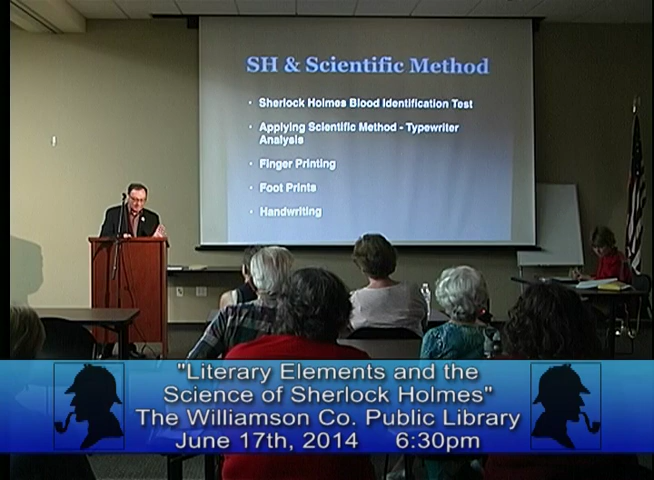 SH & Scientific Method
· Sherlock Holmes Blood Identification Test
· Applying Scientific Method - Typewriter
Analysis
· Finger Printing
· Foot Prints
· Handwriting
"Literary Elements and the
Science of Sherlock Holmes"
The Williamson Co. Public Library
June 17th, 2014 6:30pm